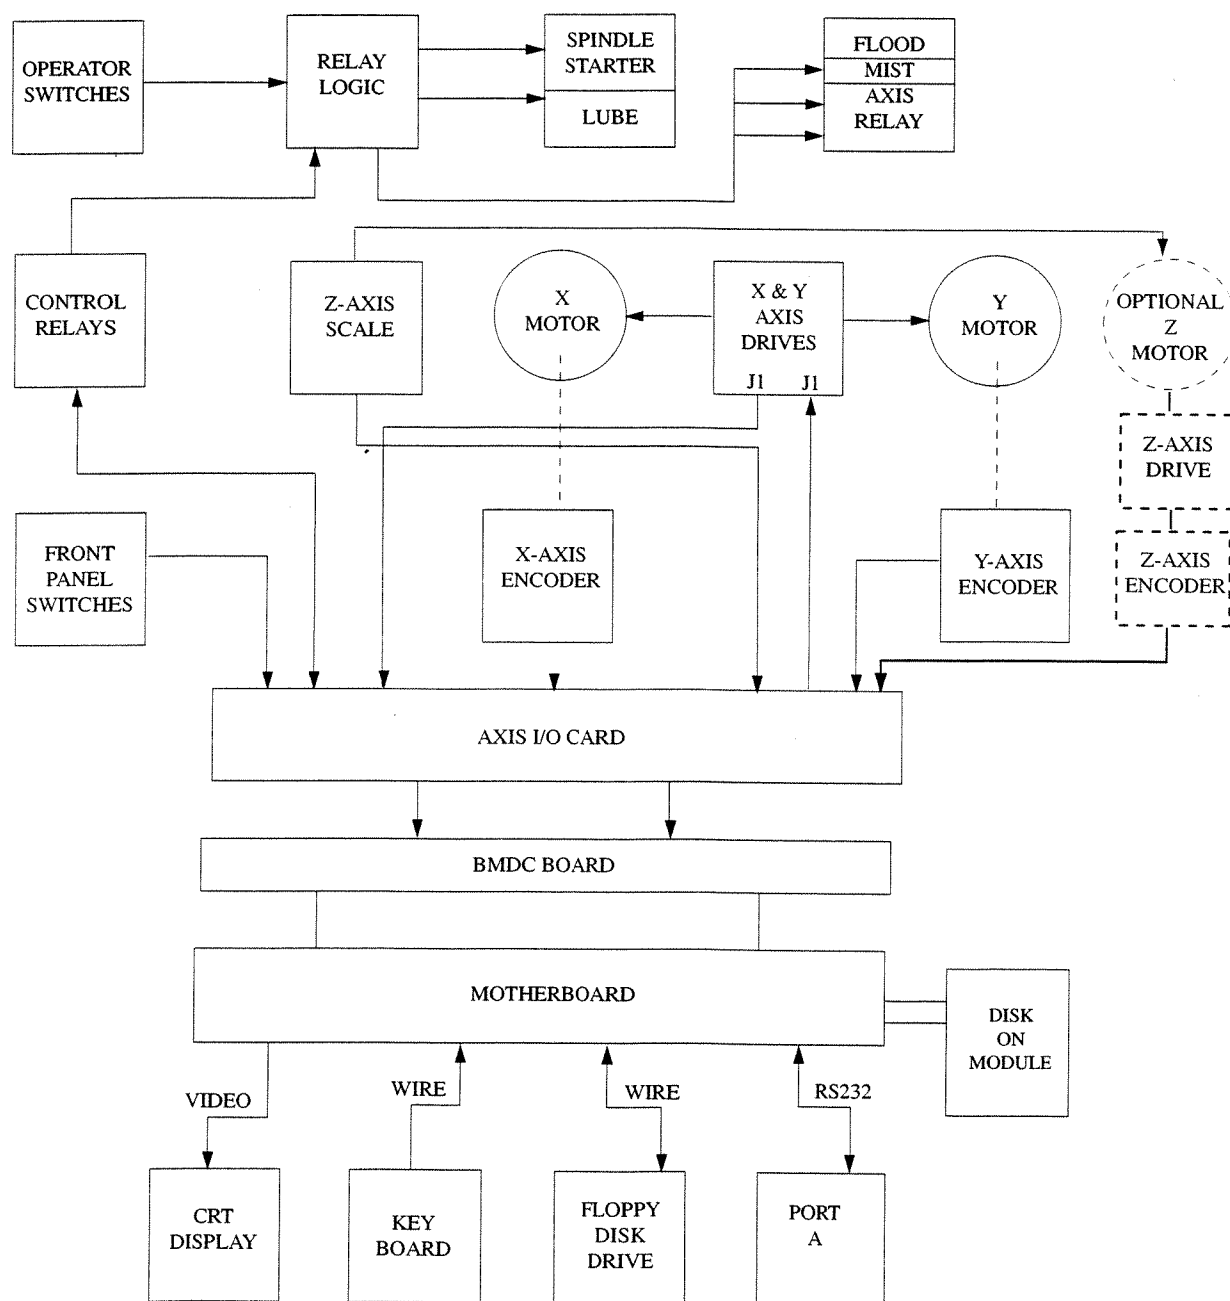 OPERATOR
SWITCHES
RELAY
LOGIC
SPINDLE
STARTER
LUBE
FLOOD
MIST
AXIS
RELAY
CONTROL
RELAYS
Z-AXIS
SCALE
X
MOTOR
X & Y
AXIS
DRIVES
J1 J1
Y
MOTOR
OPTIONAL
Z
MOTOR
Z-AXIS
DRIVE
FRONT
PANEL
SWITCHES
X-AXIS
ENCODER
Y-AXIS
ENCODER
Z-AXIS
ENCODER
AXIS I/O CARD
BMDC BOARD
MOTHERBOARD
DISK
ON
MODULE
VIDEO
WIRE
WIRE
RS232
CRT
DISPLAY
KEY
BOARD
FLOPPY
DISK
DRIVE
PORT
A